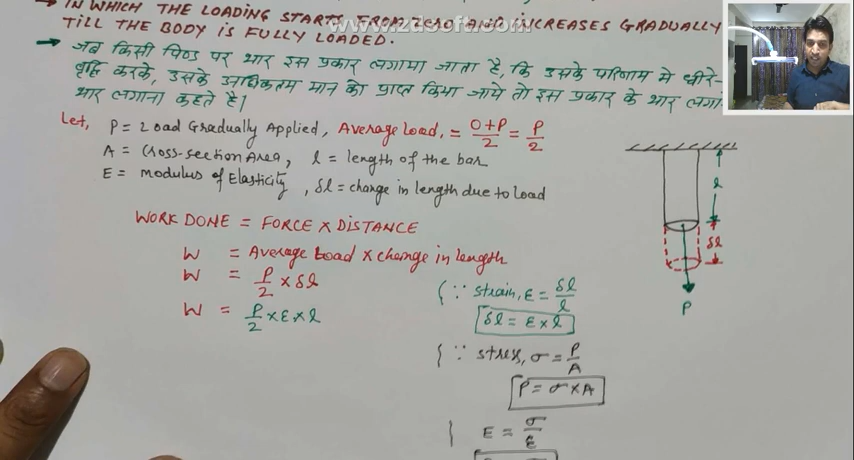 → IN WHICH THE LOADING STARTS FROM ZERO AND INCREASES GRADUALLY
TILL THE BODY IS FULLY LOADED.
www.zdsoft.com
→ जब किसी पिण्ड पर भार इस प्रकार लगाया जाता है, कि उसके परिणाम मे धीरे-
वृद्धि करके, उसके अधिकतम मान को प्राप्त किया जाये तो इस प्रकार के भार
भार लगाना कहते है।
Let, P = Load Gradually Applied, Average Load, = 0+P/2 = P/2
A = Cross-section Area, l = length of the bar
E = modulus of Elasticity, δl = change in length due to Load
WORK DONE = FORCE × DISTANCE
W = Average Load × change in length
W = P/2 × δl
W = P/2 × ε × l
{ ∵ strain, ε = δl/l
δl = ε × l
{ ∵ stress, σ = P/A
P = σ × A
{ E = σ/ε
l
δl
P